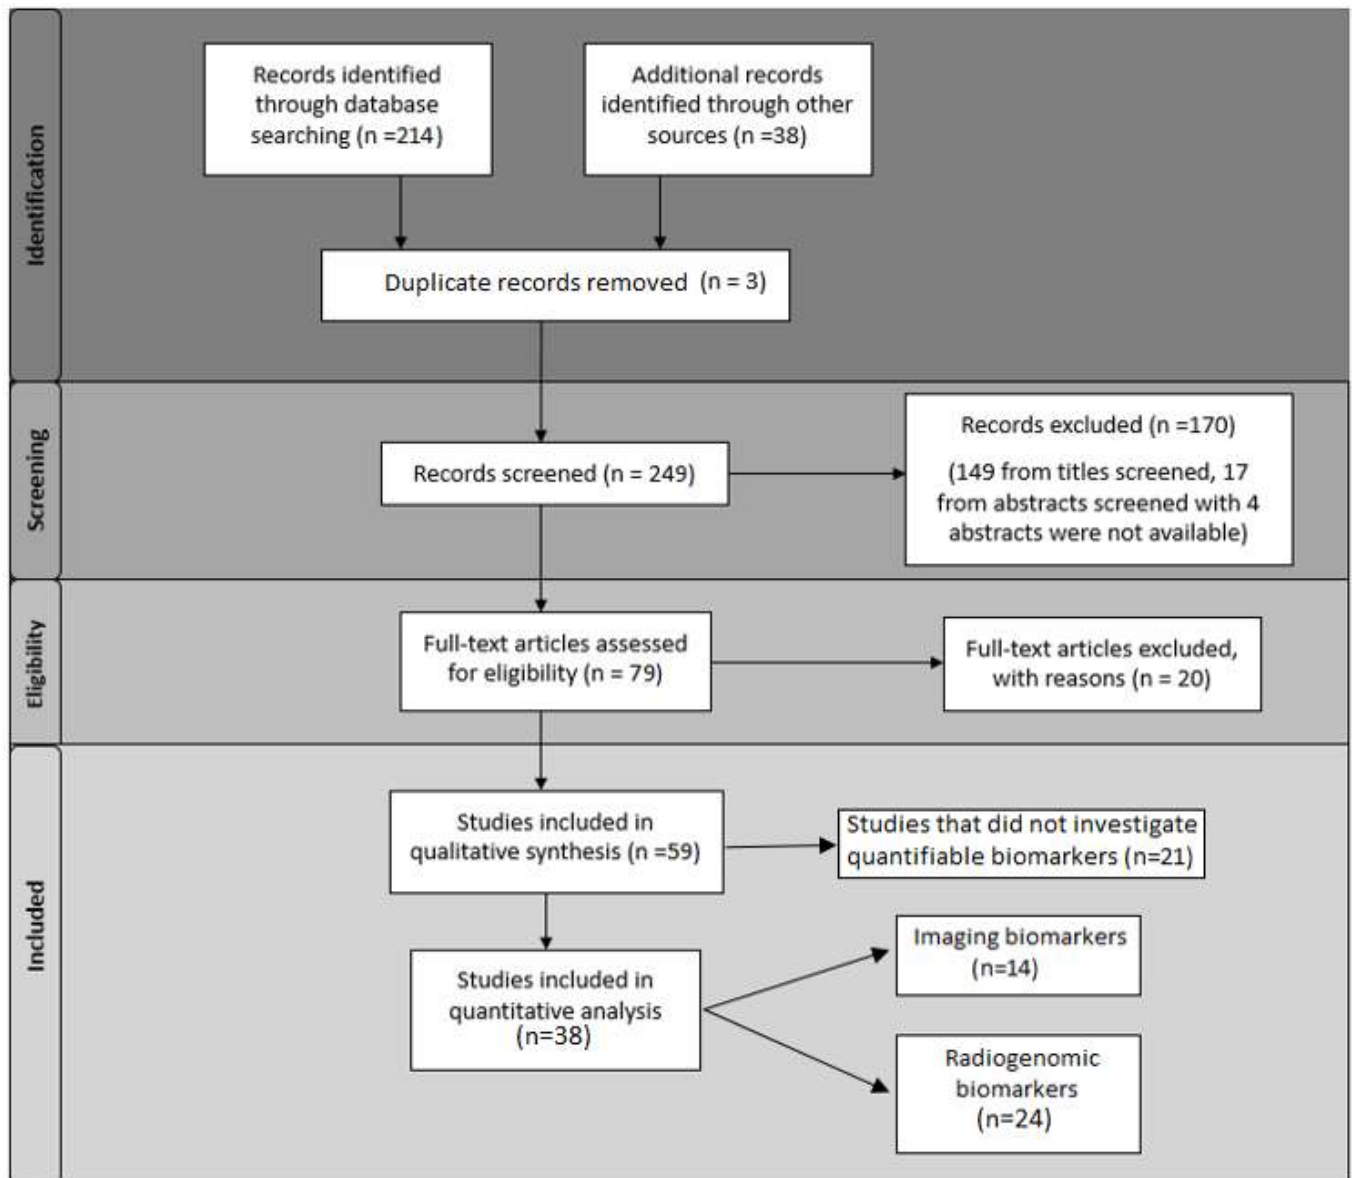 Identification
Records identified
through database
searching (n =214)
Additional records
identified through other
sources (n =38)
Duplicate records removed (n = 3)
Screening
Records screened (n = 249)
Records excluded (n =170)
(149 from titles screened, 17
from abstracts screened with 4
abstracts were not available)
Eligibility
Full-text articles assessed
for eligibility (n = 79)
Full-text articles excluded,
with reasons (n = 20)
Included
Studies included in
qualitative synthesis (n =59)
Studies that did not investigate
quantifiable biomarkers (n=21)
Studies included in
quantitative analysis
(n=38)
Imaging biomarkers
(n=14)
Radiogenomic
biomarkers
(n=24)